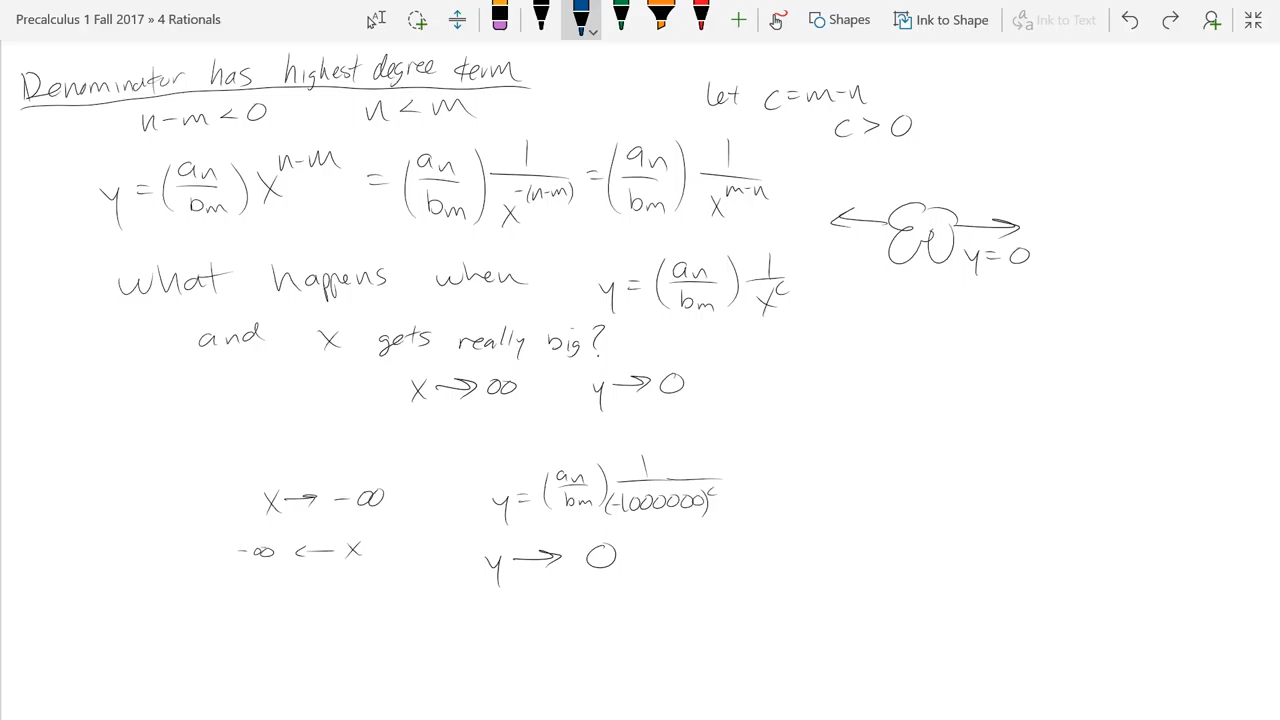 Precalculus 1 Fall 2017 » 4 Rationals
Shapes
Ink to Shape
Ink to Text
Denominator has highest degree term
n-m < 0
n < m
let c = m-n
c > 0
y = (an/bm) x^(n-m) = (an/bm) 1/x^(-(n-m)) = (an/bm) 1/x^(m-n)
y = 0
what happens when y = (an/bm) 1/x^c
and x gets really big?
x → ∞ y → 0
x → -∞ y = (an/bm) 1/(-1000000)^c
-∞ ← x y → 0